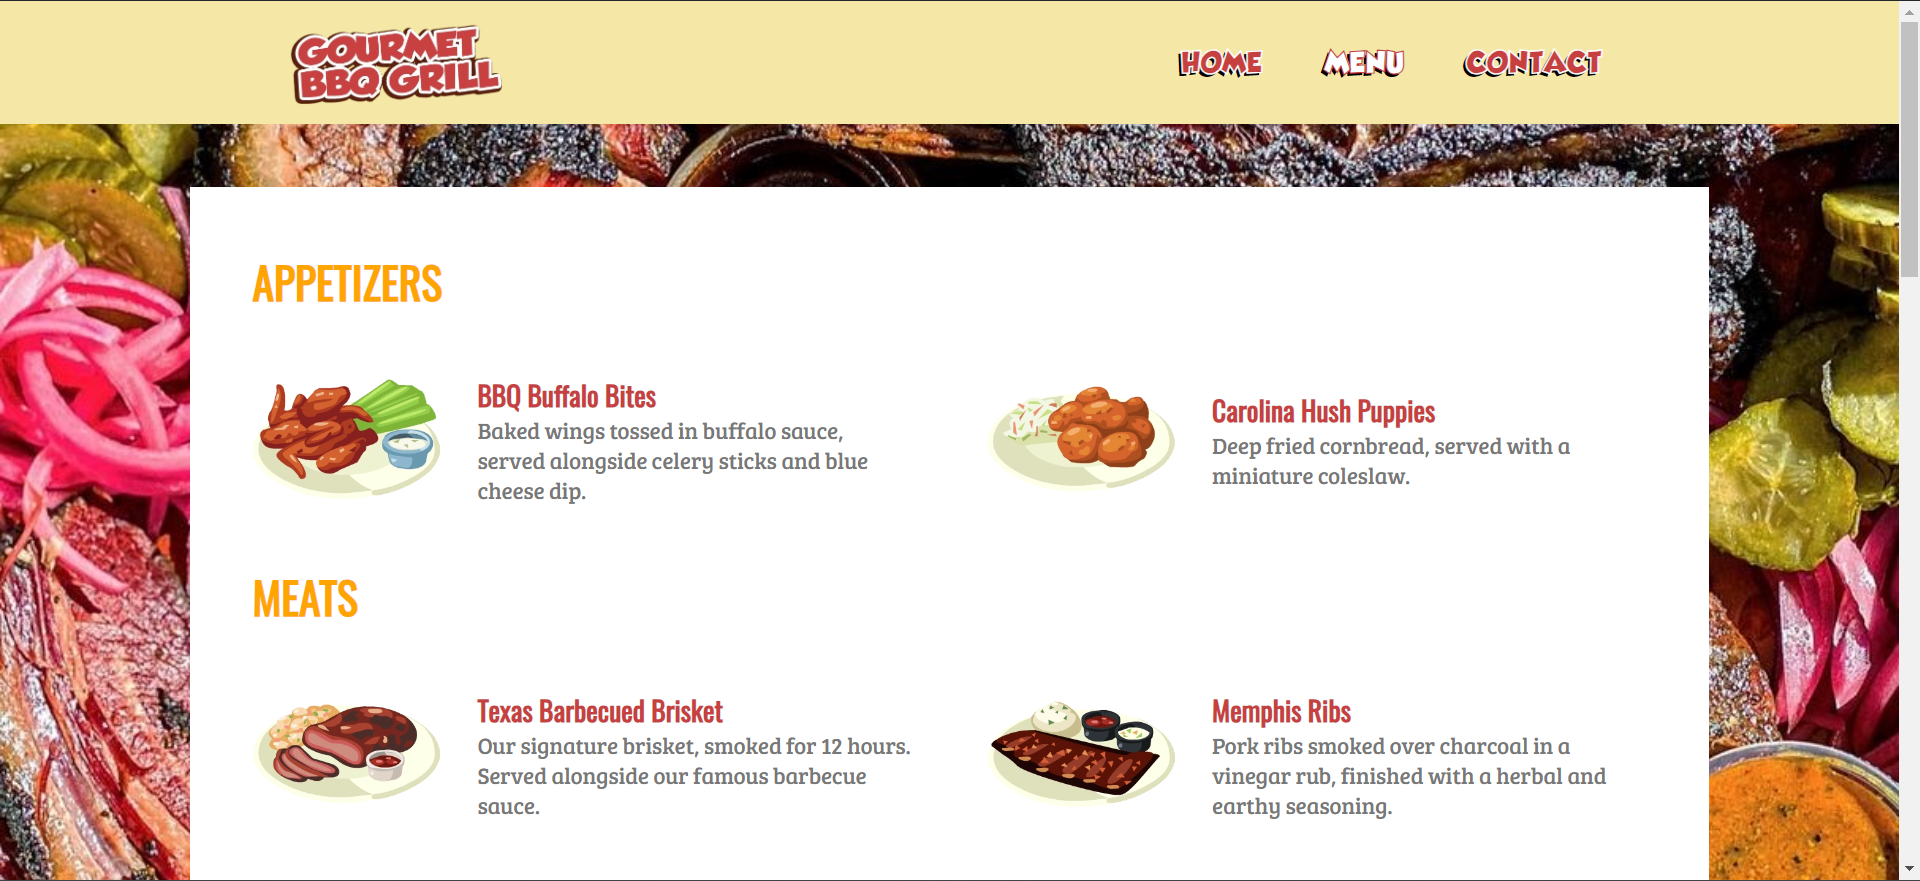 GOURMET
BBQ GRILL
HOME
MENU
CONTACT
APPETIZERS
BBQ Buffalo Bites
Baked wings tossed in buffalo sauce,
served alongside celery sticks and blue
cheese dip.
Carolina Hush Puppies
Deep fried cornbread, served with a
miniature coleslaw.
MEATS
Texas Barbecued Brisket
Our signature brisket, smoked for 12 hours.
Served alongside our famous barbecue
sauce.
Memphis Ribs
Pork ribs smoked over charcoal in a
vinegar rub, finished with a herbal and
earthy seasoning.